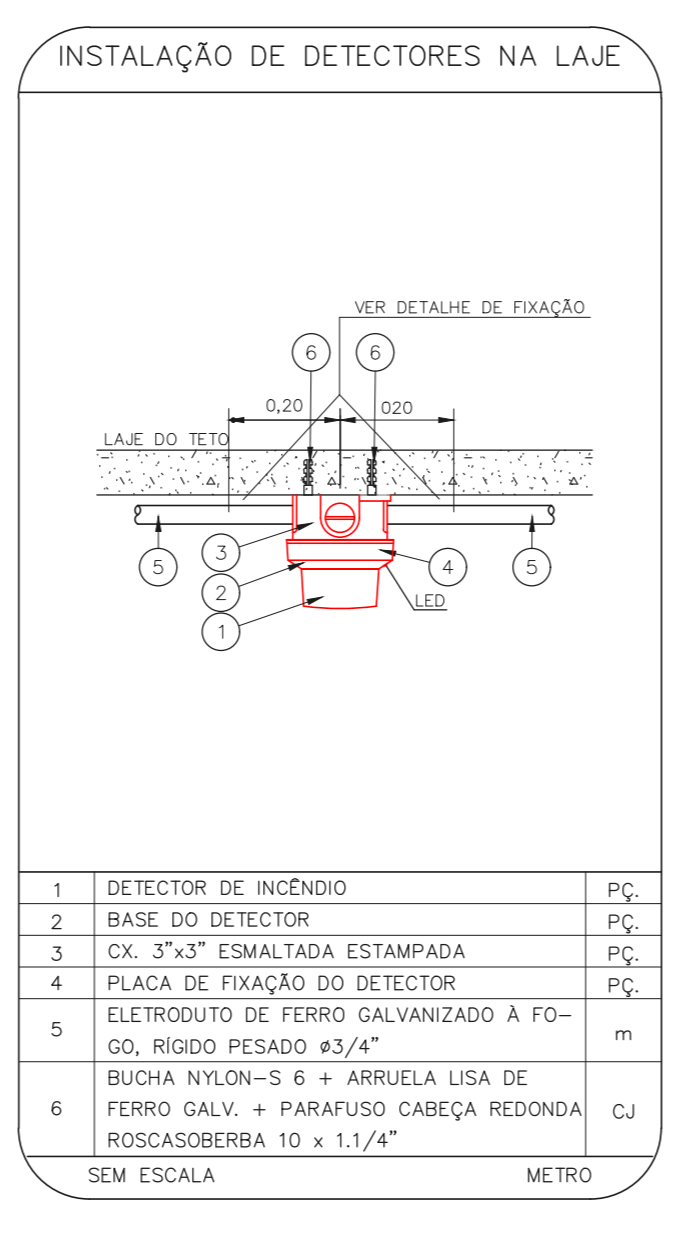 INSTALAÇÃO DE DETECTORES NA LAJE
VER DETALHE DE FIXAÇÃO
6 6
0,20 020
LAJE DO TETO
3
5 4 5
2
LED
1
1 DETECTOR DE INCÊNDIO PÇ.
2 BASE DO DETECTOR PÇ.
3 CX. 3”x3” ESMALTADA ESTAMPADA PÇ.
4 PLACA DE FIXAÇÃO DO DETECTOR PÇ.
5 ELETRODUTO DE FERRO GALVANIZADO À FO-
GO, RÍGIDO PESADO ø3/4” m
BUCHA NYLON-S 6 + ARRUELA LISA DE
6 FERRO GALV. + PARAFUSO CABEÇA REDONDA CJ
ROSCASOBERBA 10 x 1.1/4”
SEM ESCALA METRO